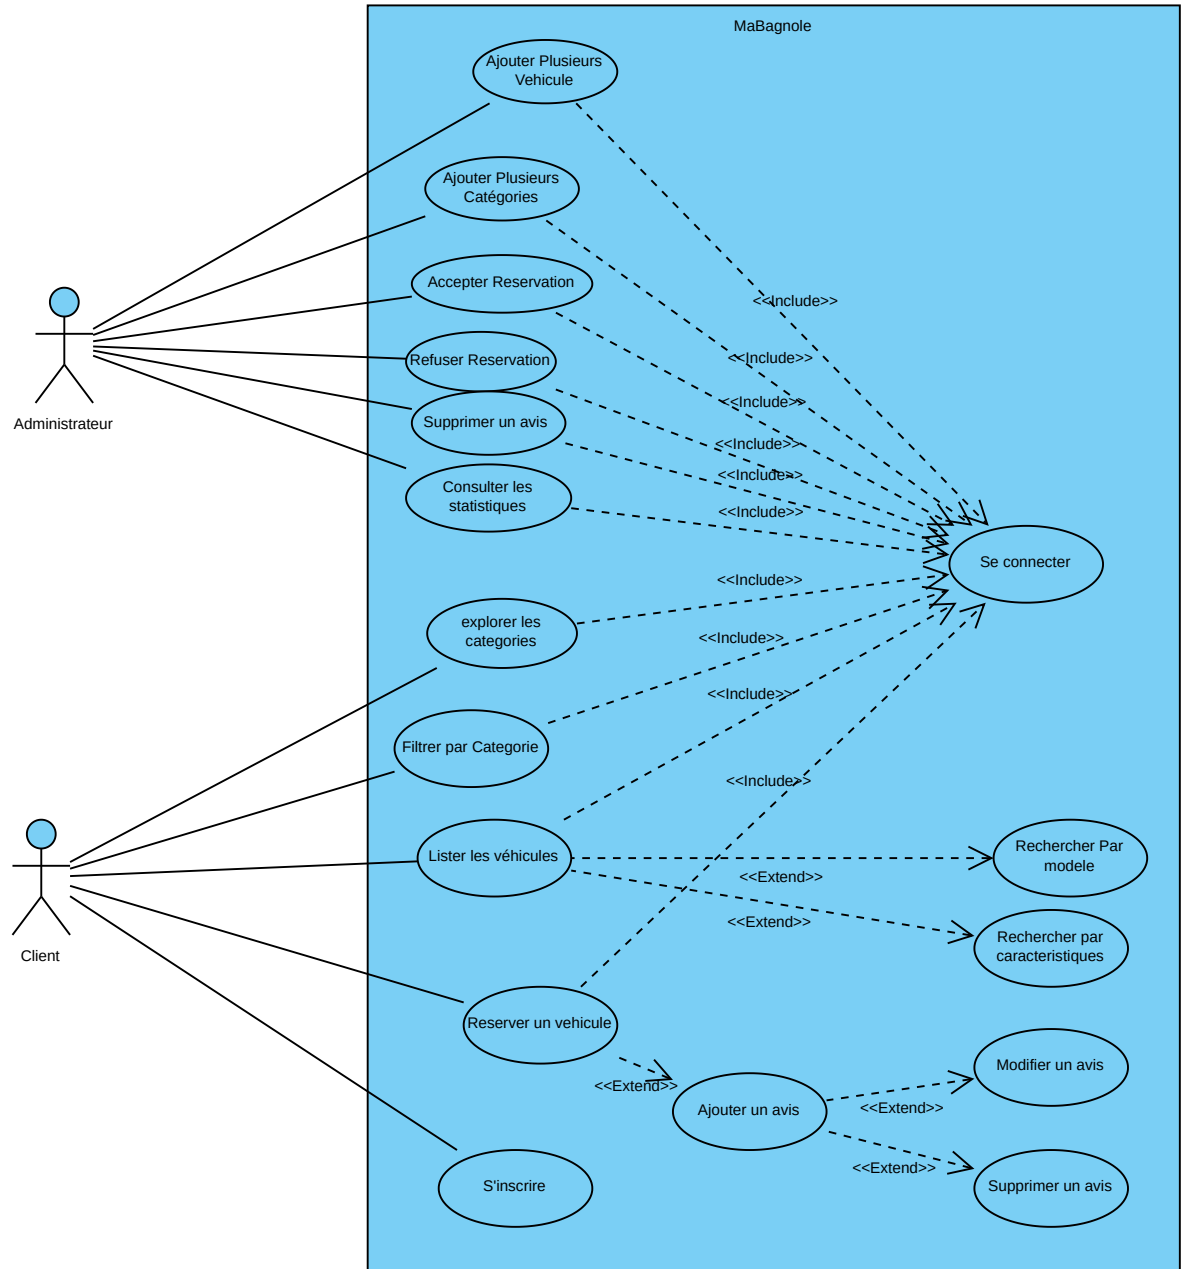 MaBagnole
Ajouter Plusieurs
Vehicule
Ajouter Plusieurs
Catégories
Accepter Reservation
<<Include>>
Refuser Reservation
<<Include>>
<<Include>>
Administrateur
Supprimer un avis
<<Include>>
<<Include>>
Consulter les
statistiques
<<Include>>
Se connecter
<<Include>>
explorer les
categories
<<Include>>
<<Include>>
Filtrer par Categorie
<<Include>>
Lister les véhicules
Rechercher Par
modele
<<Extend>>
<<Extend>>
Rechercher par
caracteristiques
Client
Reserver un vehicule
Modifier un avis
<<Extend>>
Ajouter un avis
<<Extend>>
<<Extend>>
S'inscrire
Supprimer un avis